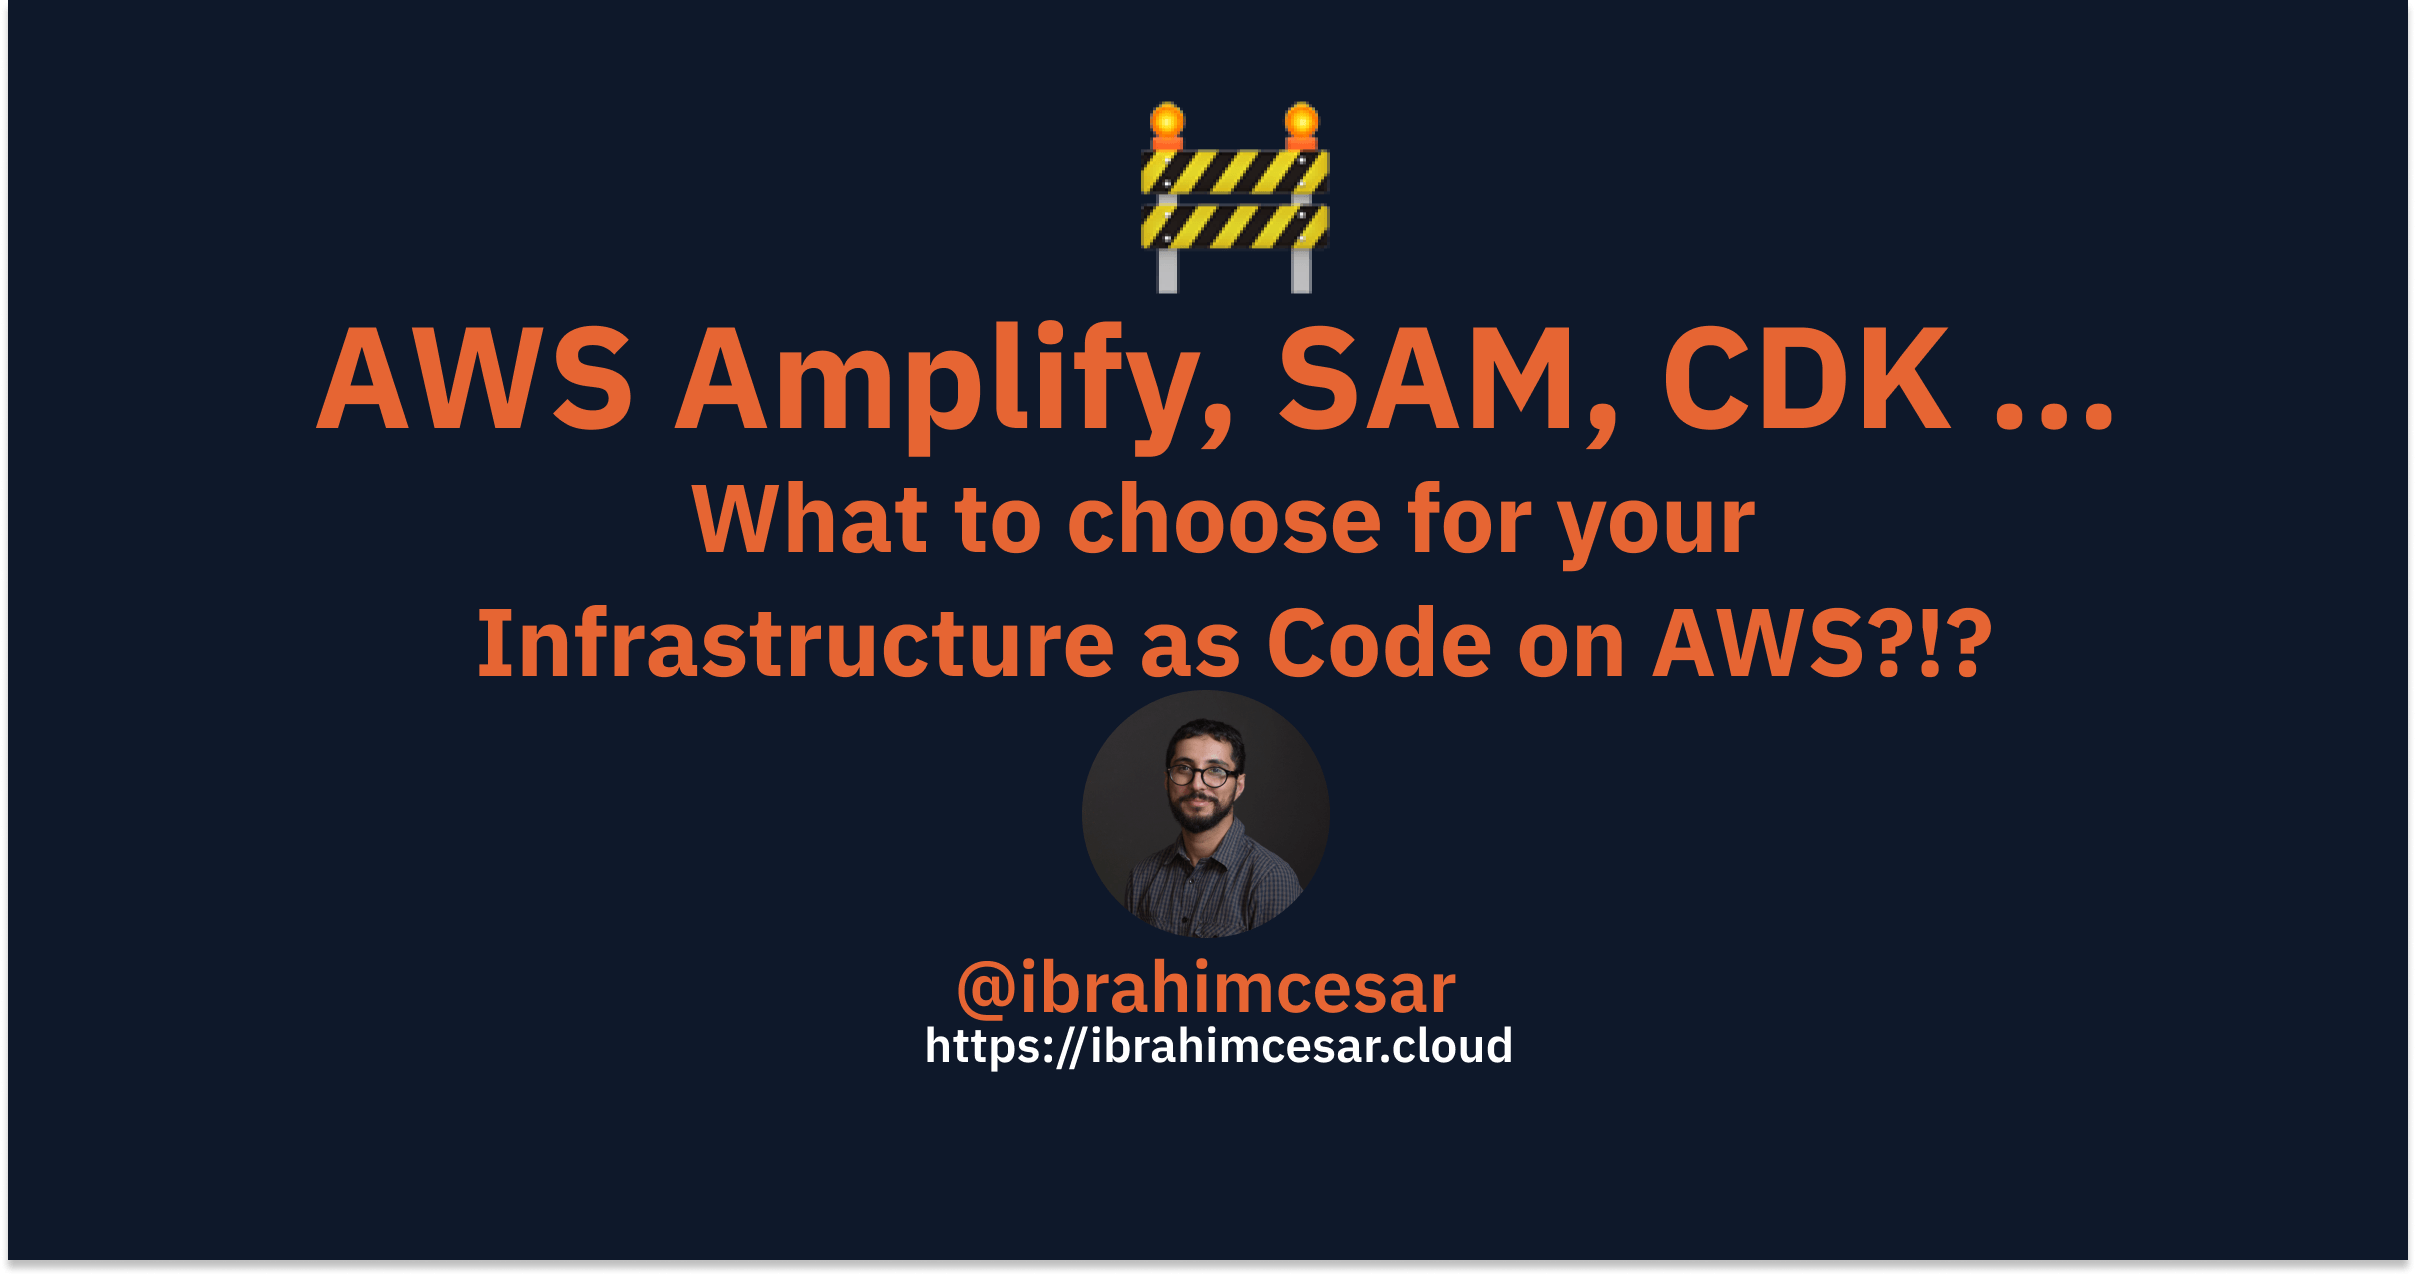 AWS Amplify, SAM, CDK ...
What to choose for your
Infrastructure as Code on AWS?!?
@ibrahimcesar
https://ibrahimcesar.cloud